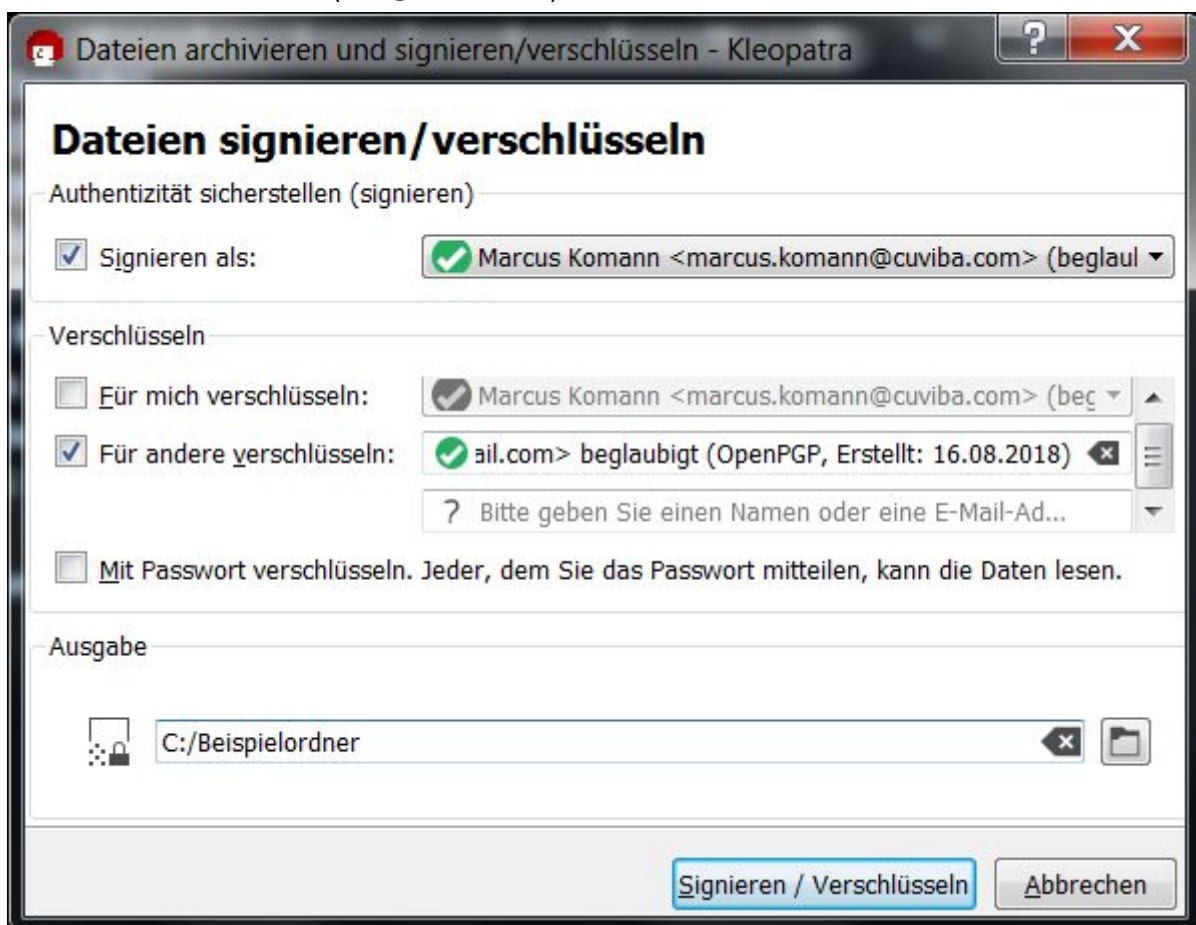 Dateien archivieren und signieren/verschlüsseln - Kleopatra
Dateien signieren/verschlüsseln
Authentizität sicherstellen (signieren)
Signieren als: Marcus Komann <marcus.komann@cuviba.com> (beglaul
Verschlüsseln
Für mich verschlüsseln: Marcus Komann <marcus.komann@cuviba.com> (beg
Für andere verschlüsseln: ail.com> beglaubigt (OpenPGP, Erstellt: 16.08.2018)
? Bitte geben Sie einen Namen oder eine E-Mail-Ad...
Mit Passwort verschlüsseln. Jeder, dem Sie das Passwort mitteilen, kann die Daten lesen.
Ausgabe
C:/Beispielordner
Signieren / Verschlüsseln Abbrechen